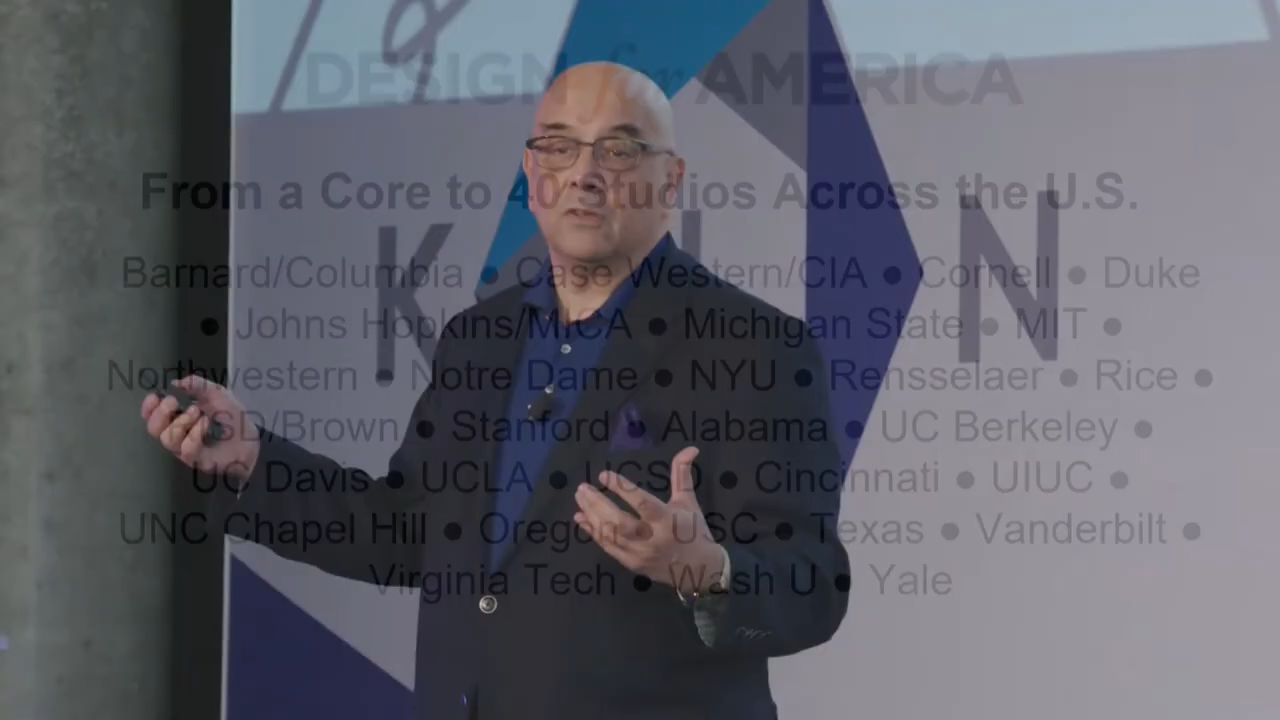 DESIGN for AMERICA
From a Core to 40 Studios Across the U.S.
Barnard/Columbia ● Case Western/CIA ● Cornell ● Duke
● Johns Hopkins/MICA ● Michigan State ● MIT ●
Northwestern ● Notre Dame ● NYU ● Rensselaer ● Rice ●
RISD/Brown ● Stanford ● Alabama ● UC Berkeley ●
UC Davis ● UCLA ● UCSD ● Cincinnati ● UIUC ●
UNC Chapel Hill ● Oregon ● USC ● Texas ● Vanderbilt ●
Virginia Tech ● Wash U ● Yale
K N